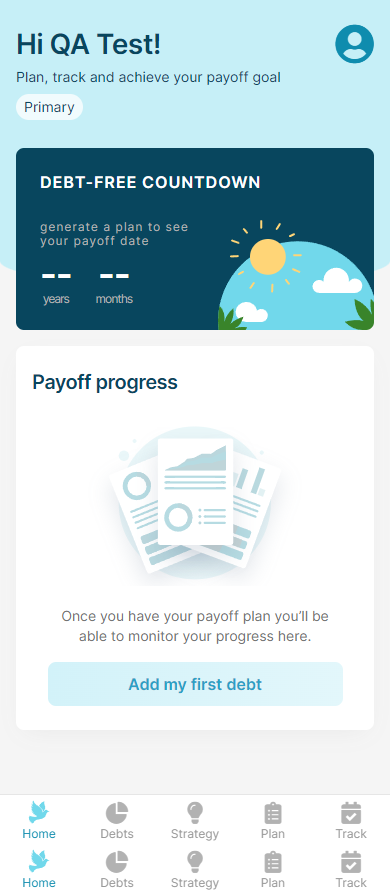 Hi QA Test!
Plan, track and achieve your payoff goal
Primary
DEBT-FREE COUNTDOWN
generate a plan to see
your payoff date
-- --
years months
Payoff progress
Once you have your payoff plan you'll be
able to monitor your progress here.
Add my first debt
Home Debts Strategy Plan Track
Home Debts Strategy Plan Track